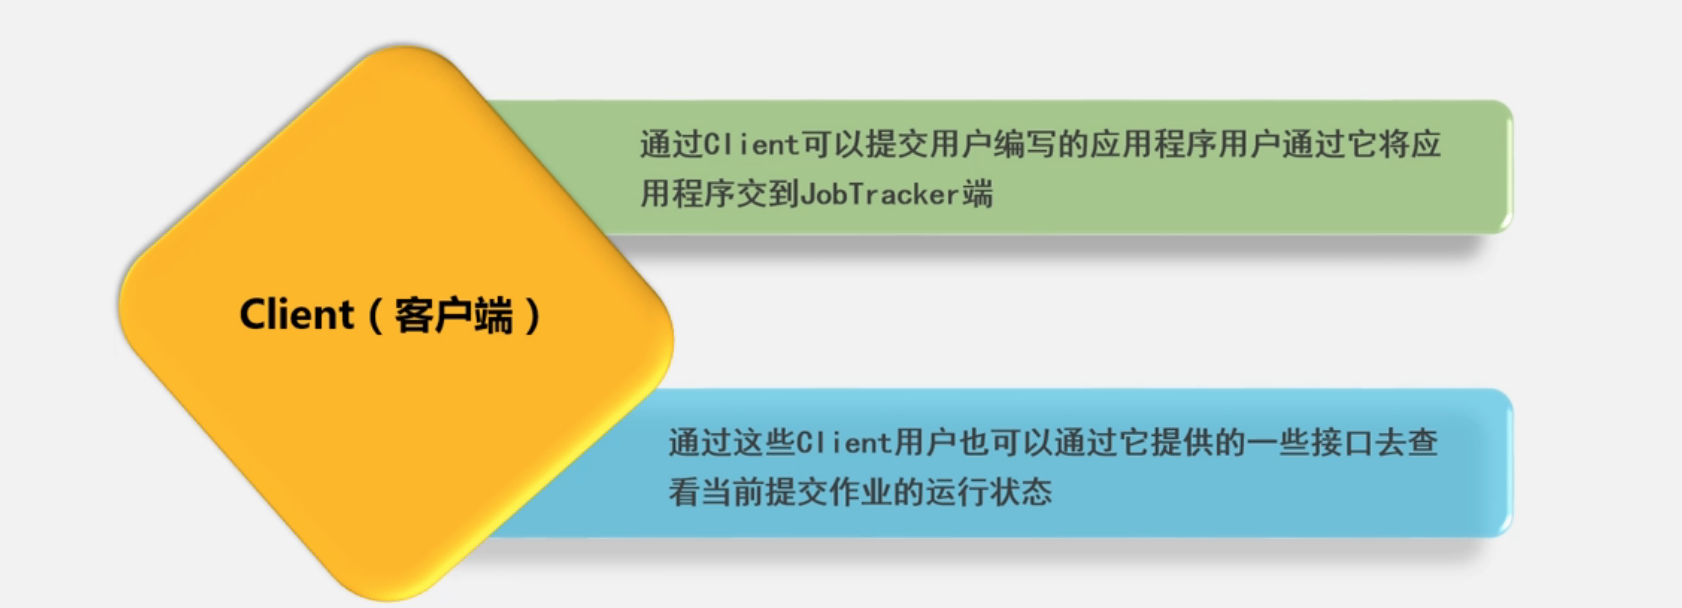 通过Client可以提交用户编写的应用程序用户通过它将应
用程序交到JobTracker端
Client（客户端）
通过这些Client用户也可以通过它提供的一些接口去查
看当前提交作业的运行状态